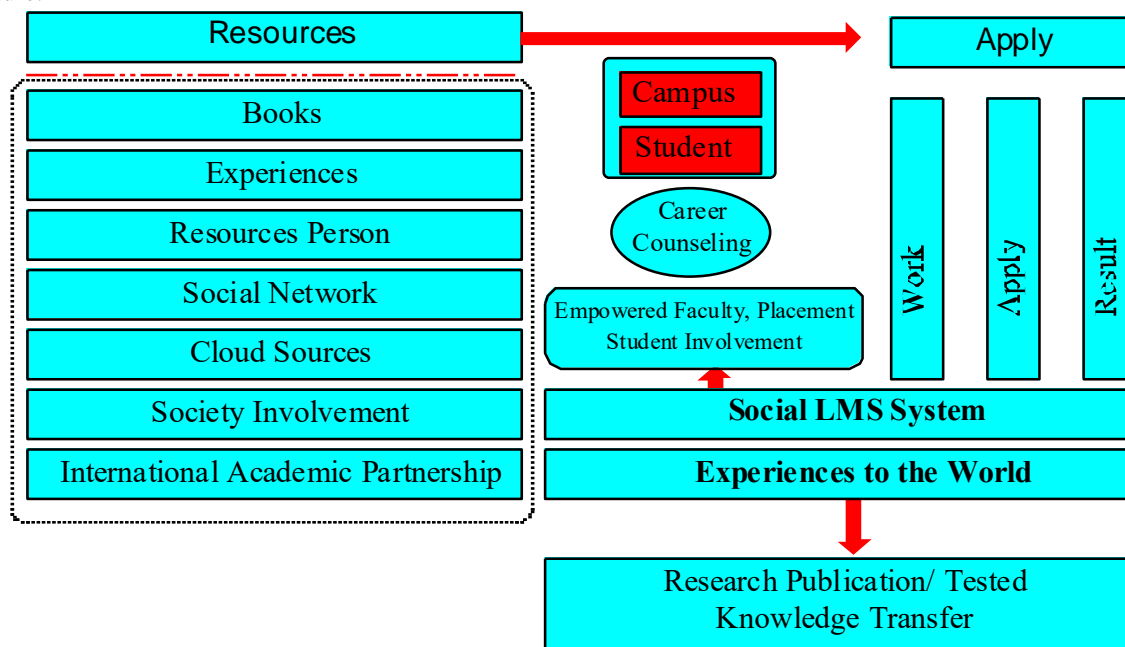 Resources
Apply
Campus
Student
Books
Experiences
Resources Person
Social Network
Cloud Sources
Society Involvement
International Academic Partnership
Career
Counseling
Empowered Faculty, Placement
Student Involvement
Work
Apply
Result
Social LMS System
Experiences to the World
Research Publication/ Tested
Knowledge Transfer